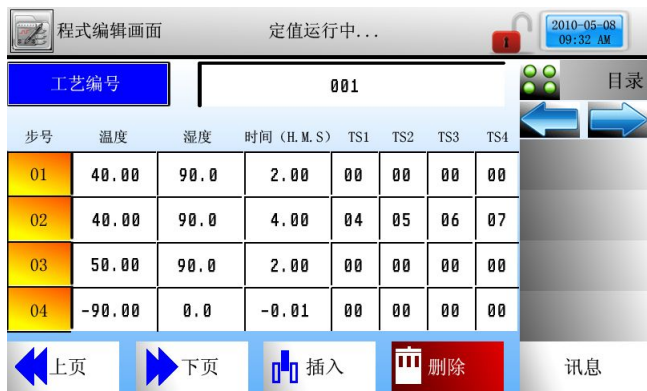 程式编辑画面 定值运行中... 1 2010-05-08
09:32 AM
工艺编号 001 目录
步号 温度 湿度 时间 (H.M.S) TS1 TS2 TS3 TS4
01 40.00 90.0 2.00 00 00 00 00
02 40.00 90.0 4.00 04 05 06 07
03 50.00 90.0 2.00 00 00 00 00
04 -90.00 0.0 -0.01 00 00 00 00
上页 下页 插入 删除 讯息